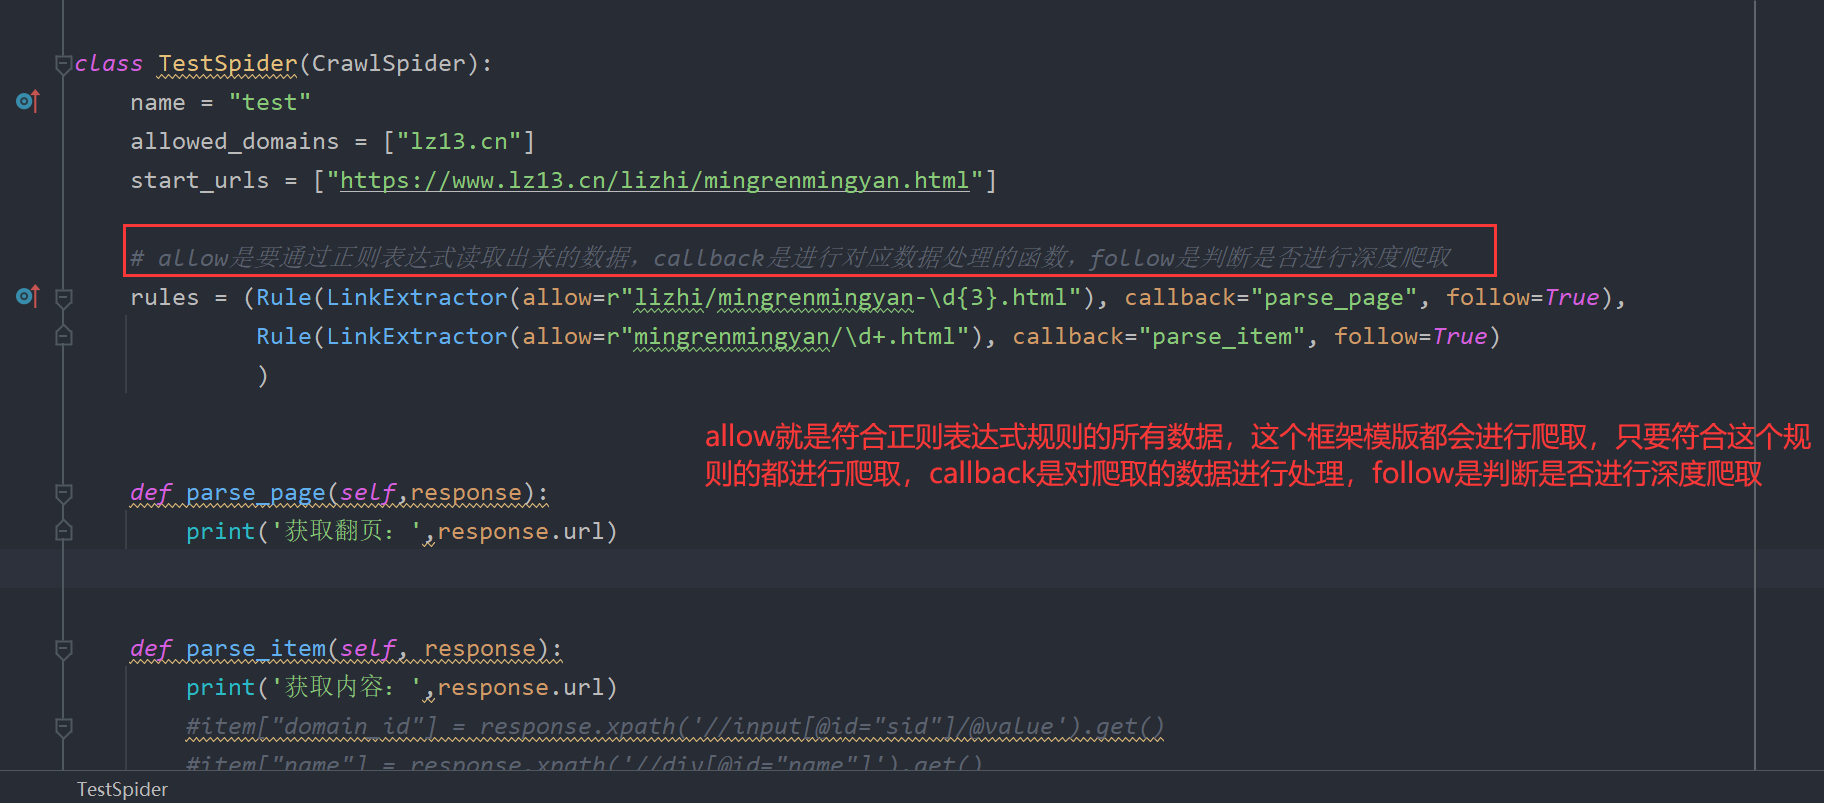 class TestSpider(CrawlSpider):
name = "test"
allowed_domains = ["lz13.cn"]
start_urls = ["https://www.lz13.cn/lizhi/mingrenmingyan.html"]
# allow是要通过正则表达式读取出来的数据，callback是进行对应数据处理的函数，follow是判断是否进行深度爬取
rules = (Rule(LinkExtractor(allow=r"lizhi/mingrenmingyan-\d{3}.html"), callback="parse_page", follow=True),
Rule(LinkExtractor(allow=r"mingrenmingyan/\d+.html"), callback="parse_item", follow=True)
)
allow就是符合正则表达式规则的所有数据，这个框架模版都会进行爬取，只要符合这个规
则的都进行爬取，callback是对爬取的数据进行处理，follow是判断是否进行深度爬取
def parse_page(self,response):
print('获取翻页：',response.url)
def parse_item(self, response):
print('获取内容：',response.url)
#item["domain_id"] = response.xpath('//input[@id="sid"]/@value').get()
#item["name"] = response.xpath('//div[@id="name"]').get()
TestSpider